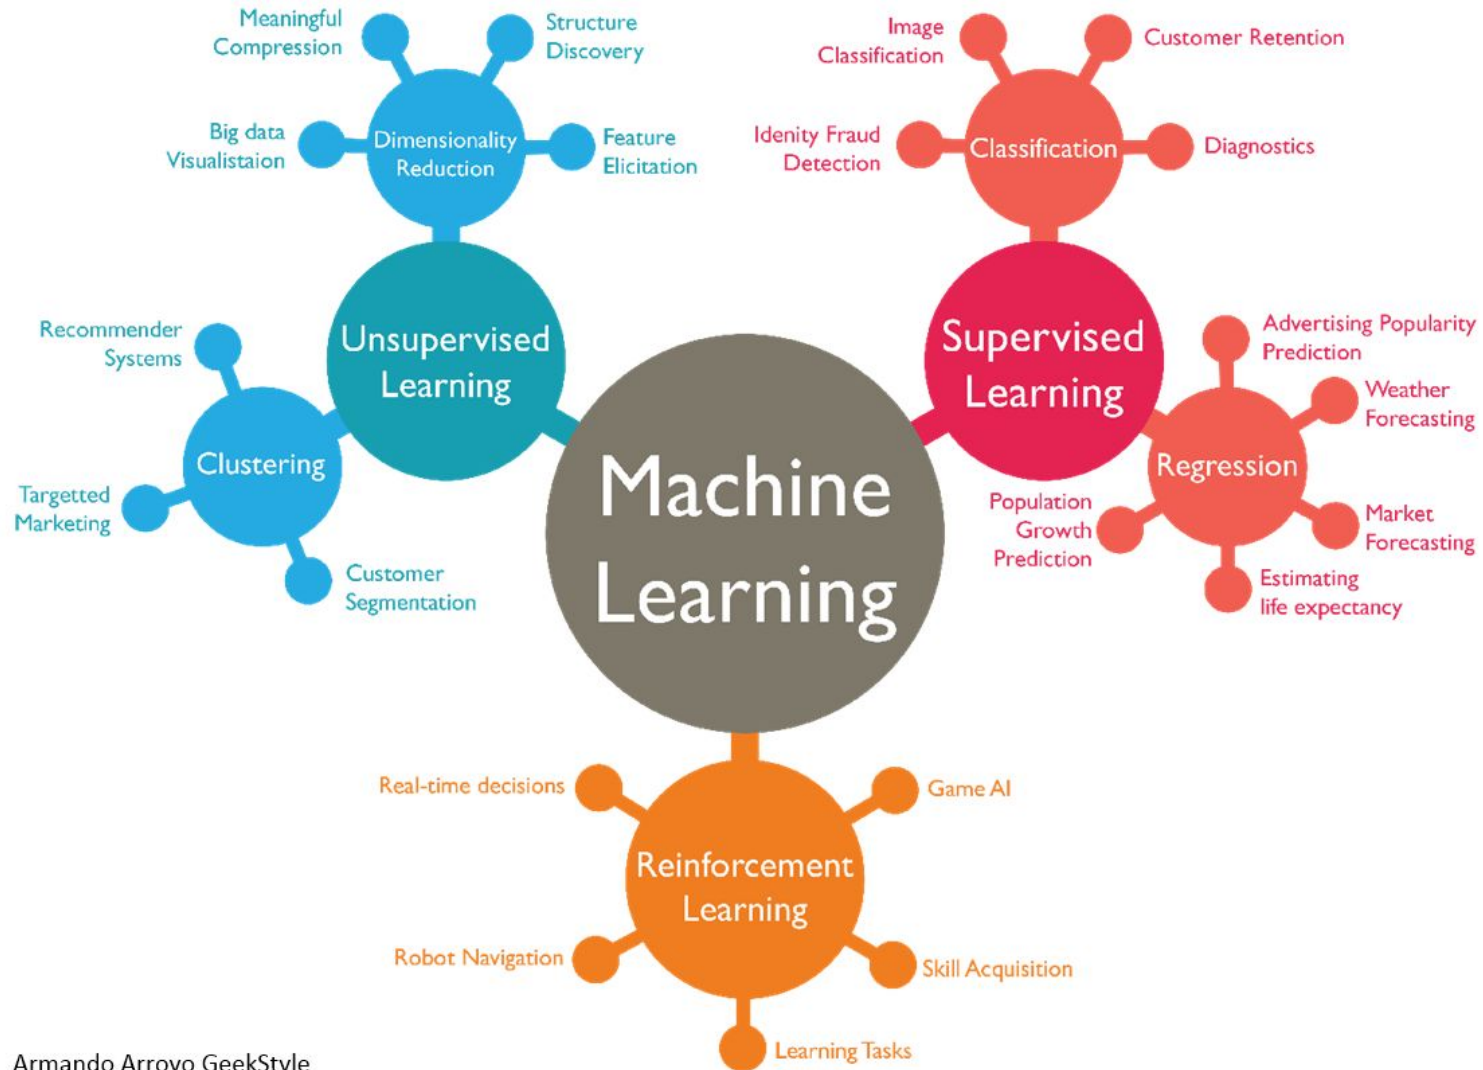 Meaningful
Compression
Structure
Discovery
Big data
Visualistaion
Dimensionality
Reduction
Feature
Elicitation
Image
Classification
Customer Retention
Idenity Fraud
Detection
Classification
Diagnostics
Unsupervised
Learning
Supervised
Learning
Recommender
Systems
Clustering
Targetted
Marketing
Customer
Segmentation
Advertising Popularity
Prediction
Weather
Forecasting
Regression
Population
Growth
Prediction
Market
Forecasting
Estimating
life expectancy
Machine
Learning
Real-time decisions
Game AI
Reinforcement
Learning
Robot Navigation
Skill Acquisition
Learning Tasks
Armando Arroyo GeekStyle